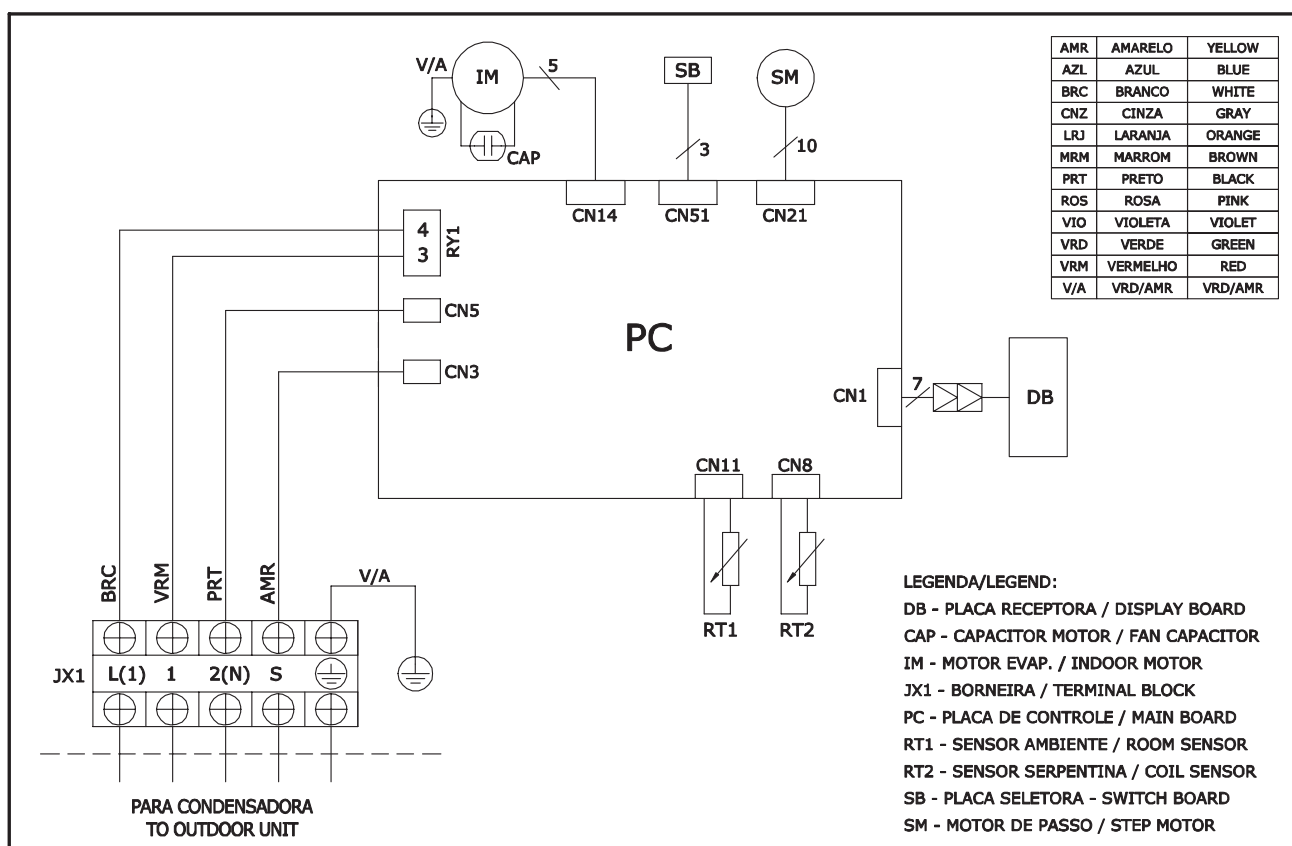 V/A
IM
5
CAP
SB
3
SM
10
CN14
CN51
CN21
4
3
RY1
CN5
CN3
PC
CN1
7
DB
CN11
CN8
RT1
RT2
AMR AMARELO YELLOW
AZL AZUL BLUE
BRC BRANCO WHITE
CNZ CINZA GRAY
LRJ LARANJA ORANGE
MRM MARROM BROWN
PRT PRETO BLACK
ROS ROSA PINK
VIO VIOLETA VIOLET
VRD VERDE GREEN
VRM VERMELHO RED
V/A VRD/AMR VRD/AMR
BRC
VRM
PRT
AMR
V/A
JX1
L(1) 1 2(N) S
PARA CONDENSADORA
TO OUTDOOR UNIT
LEGENDA/LEGEND:
DB - PLACA RECEPTORA / DISPLAY BOARD
CAP - CAPACITOR MOTOR / FAN CAPACITOR
IM - MOTOR EVAP. / INDOOR MOTOR
JX1 - BORNEIRA / TERMINAL BLOCK
PC - PLACA DE CONTROLE / MAIN BOARD
RT1 - SENSOR AMBIENTE / ROOM SENSOR
RT2 - SENSOR SERPENTINA / COIL SENSOR
SB - PLACA SELETORA - SWITCH BOARD
SM - MOTOR DE PASSO / STEP MOTOR